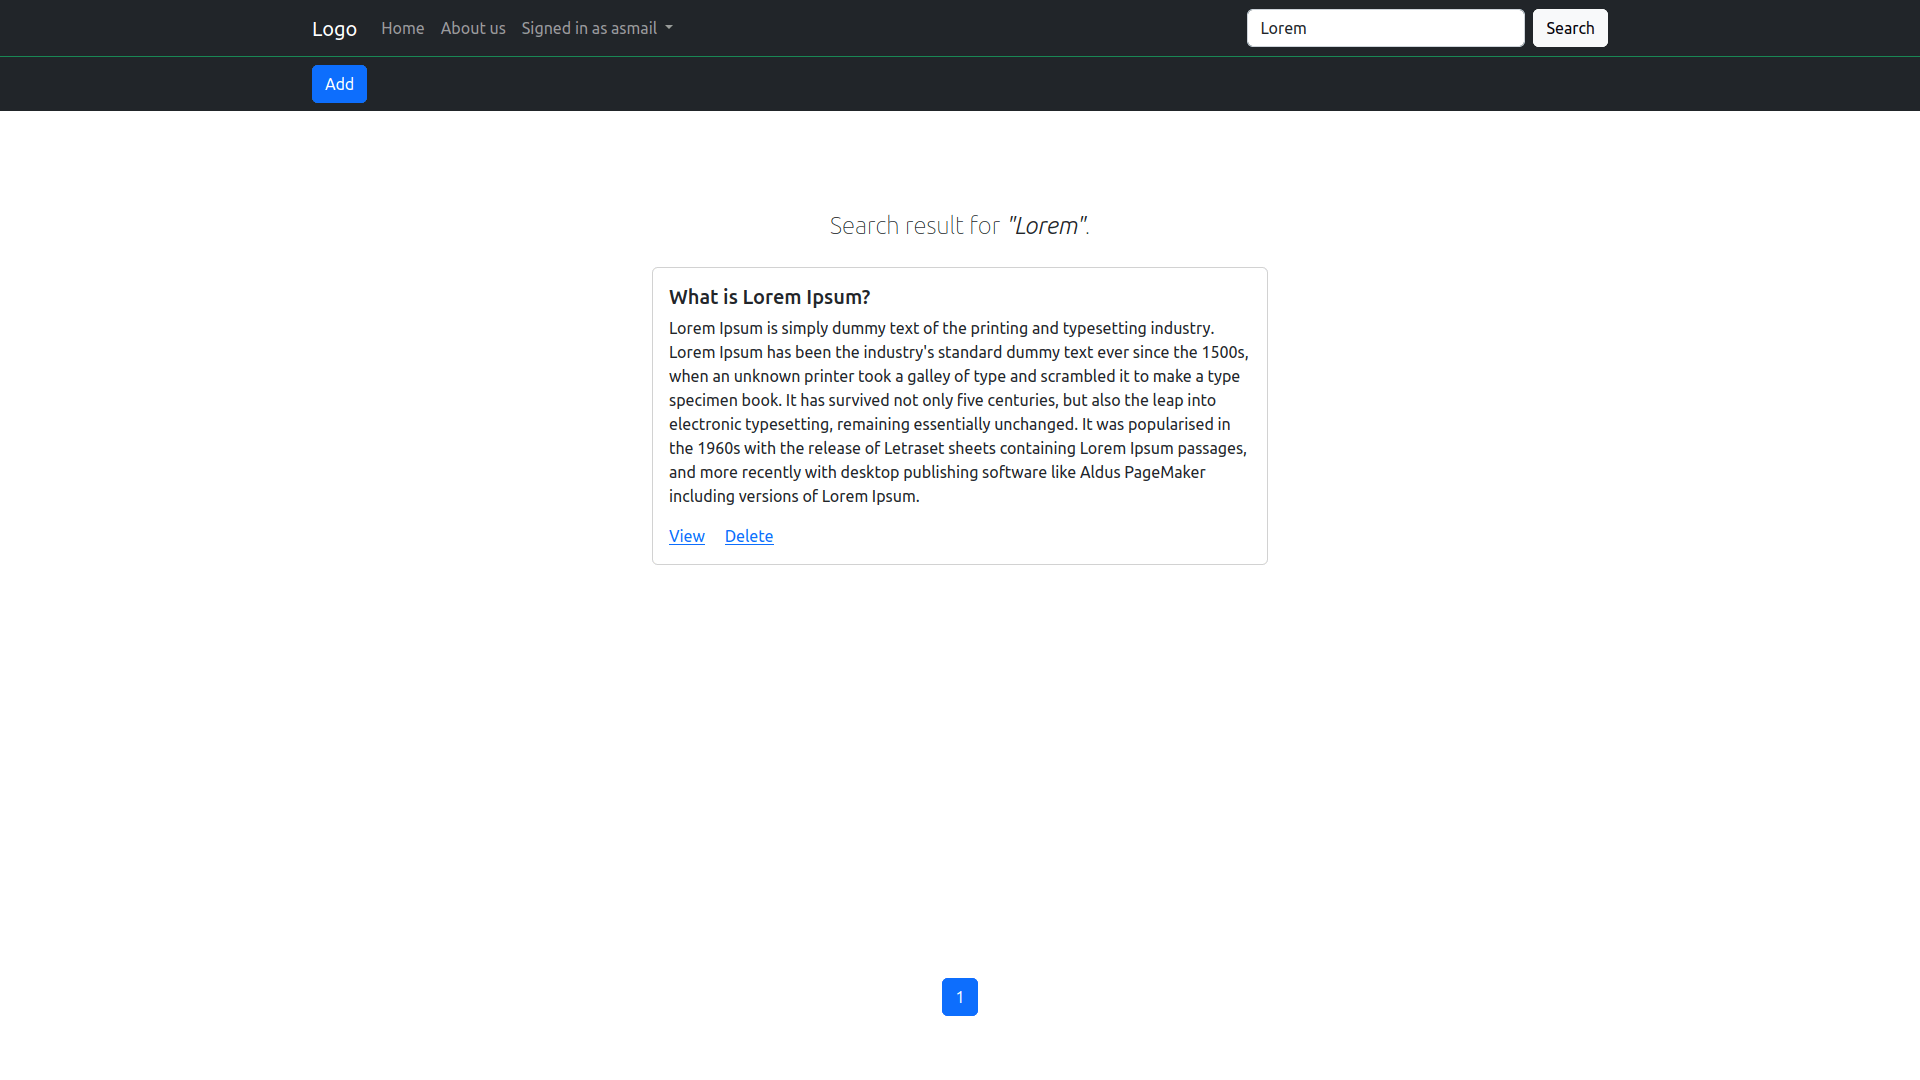 Logo Home About us Signed in as asmail Lorem Search
Add
Search result for "Lorem".
What is Lorem Ipsum?
Lorem Ipsum is simply dummy text of the printing and typesetting industry.
Lorem Ipsum has been the industry's standard dummy text ever since the 1500s,
when an unknown printer took a galley of type and scrambled it to make a type
specimen book. It has survived not only five centuries, but also the leap into
electronic typesetting, remaining essentially unchanged. It was popularised in
the 1960s with the release of Letraset sheets containing Lorem Ipsum passages,
and more recently with desktop publishing software like Aldus PageMaker
including versions of Lorem Ipsum.
View Delete
1